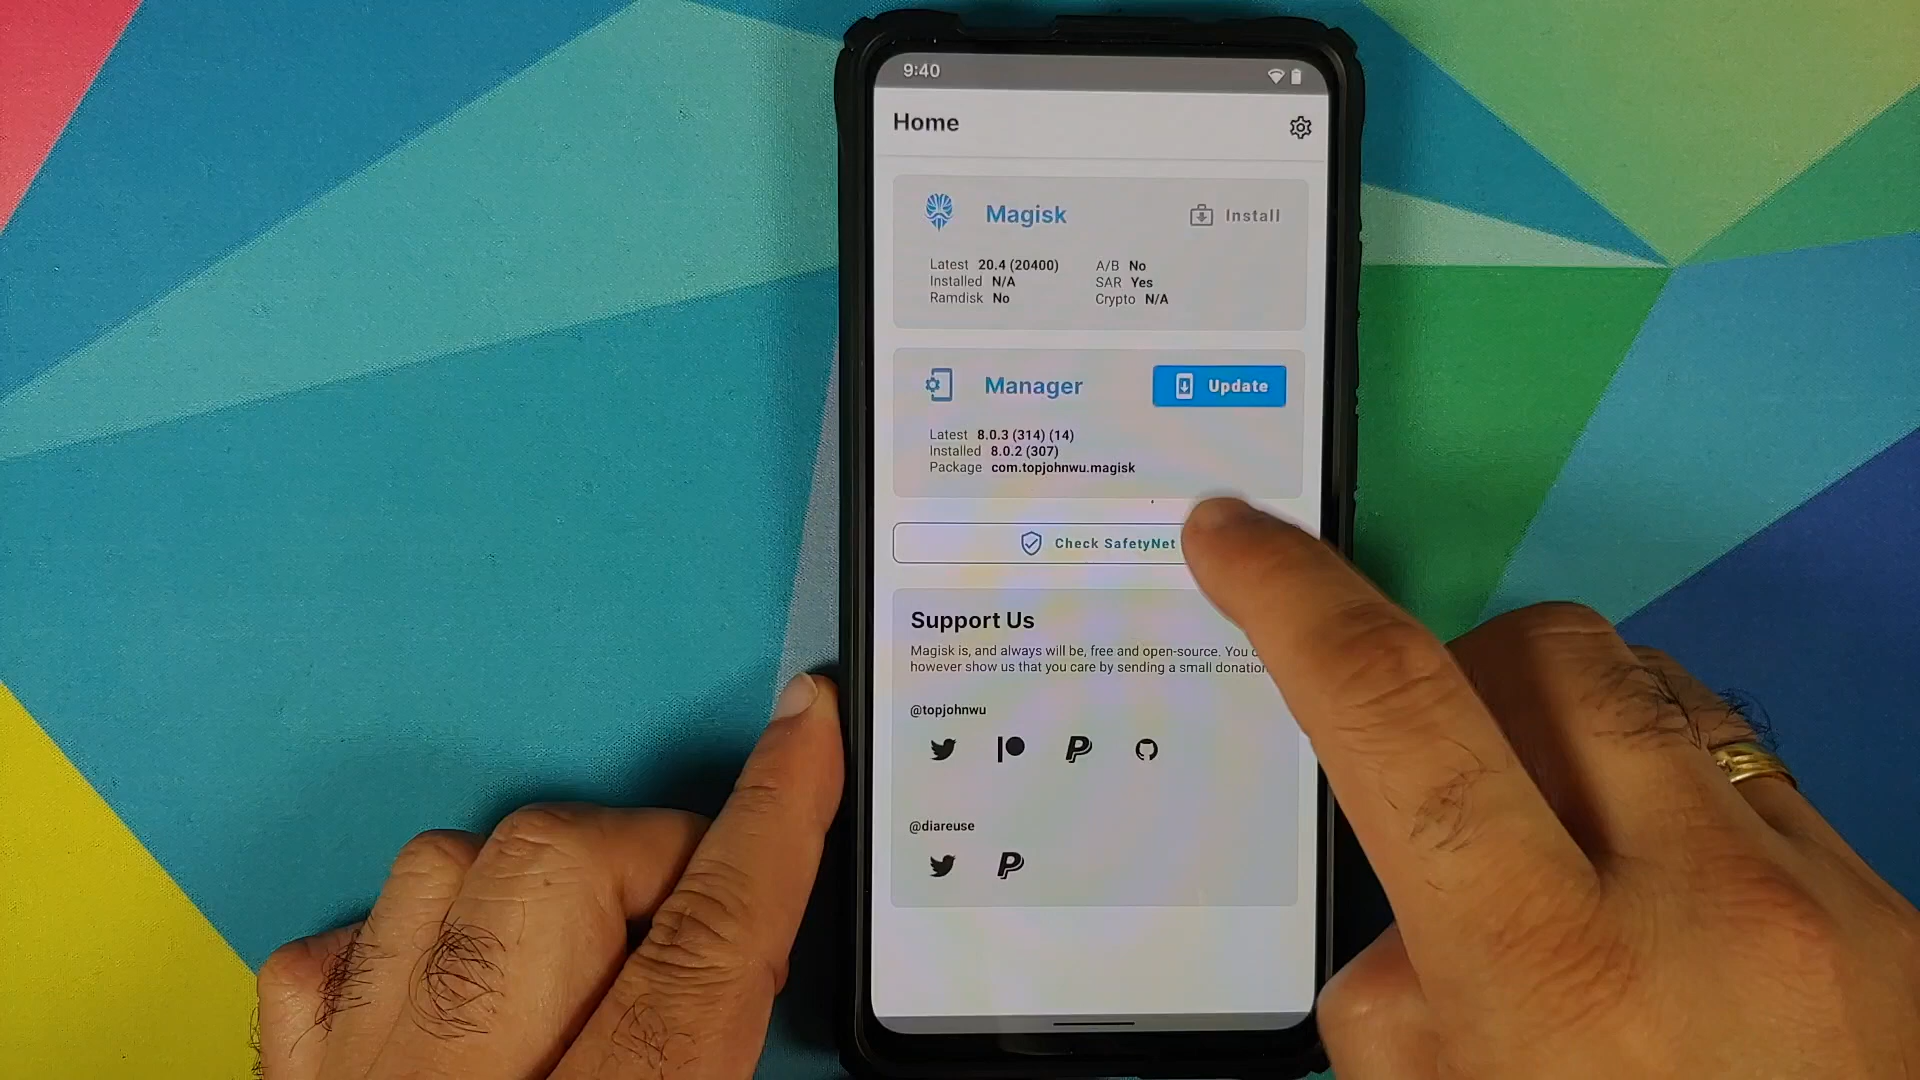 9:40
Home
Magisk
Install
Latest 20.4 (20400)
A/B No
Installed N/A
SAR Yes
Ramdisk No
Crypto N/A
Manager
Update
Latest 8.0.3 (314) (14)
Installed 8.0.2 (307)
Package com.topjohnwu.magisk
Check SafetyNet
Support Us
Magisk is, and always will be, free and open-source. You
however show us that you care by sending a small donation
@topjohnwu
@diareuse